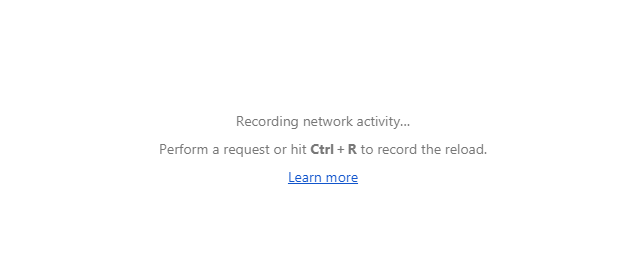 Recording network activity...
Perform a request or hit Ctrl + R to record the reload.
Learn more